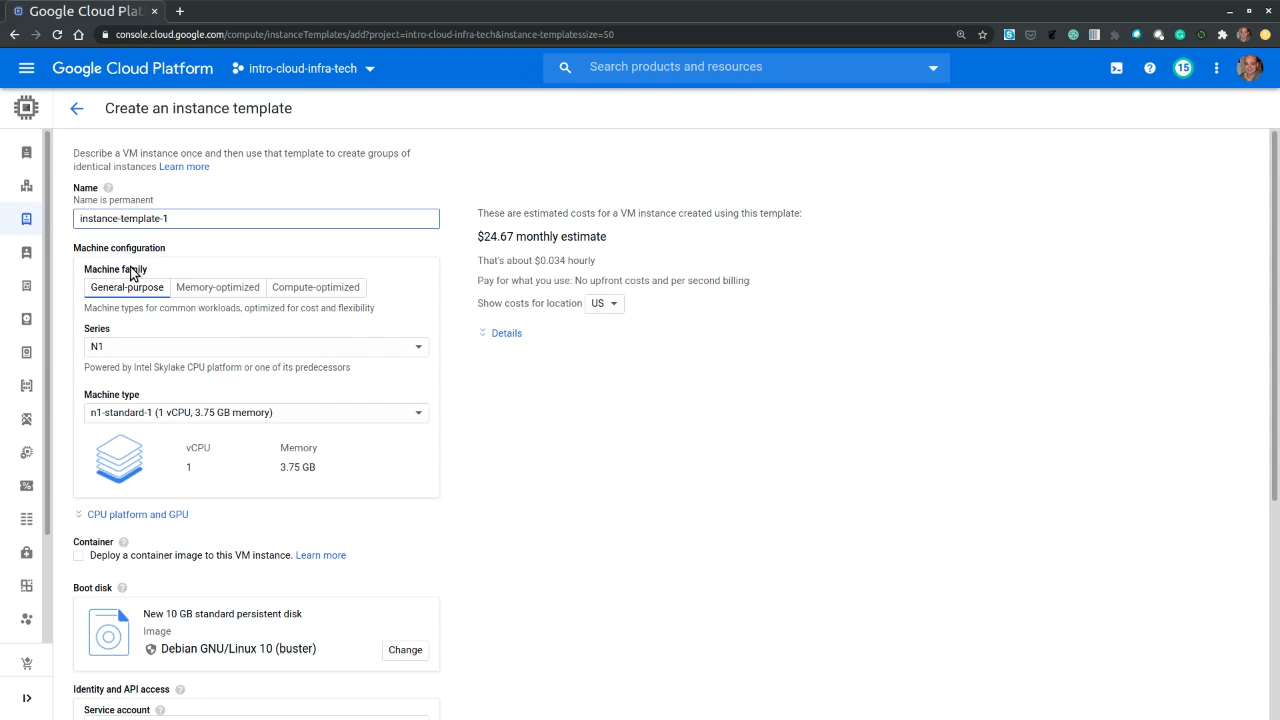 Google Cloud Plat
console.cloud.google.com/compute/instanceTemplates/add?project=intro-cloud-infra-tech&instance-templatessize=50
Google Cloud Platform
intro-cloud-infra-tech
Search products and resources
15
Create an instance template
Describe a VM instance once and then use that template to create groups of
identical instances Learn more
Name
Name is permanent
instance-template-1
Machine configuration
Machine family
General-purpose
Memory-optimized
Compute-optimized
Machine types for common workloads, optimized for cost and flexibility
Series
N1
Powered by Intel Skylake CPU platform or one of its predecessors
Machine type
n1-standard-1 (1 vCPU, 3.75 GB memory)
vCPU
Memory
1
3.75 GB
CPU platform and GPU
Container
Deploy a container image to this VM instance. Learn more
Boot disk
New 10 GB standard persistent disk
Image
Debian GNU/Linux 10 (buster)
Change
Identity and API access
Service account
These are estimated costs for a VM instance created using this template:
$24.67 monthly estimate
That's about $0.034 hourly
Pay for what you use: No upfront costs and per second billing
Show costs for location US
Details